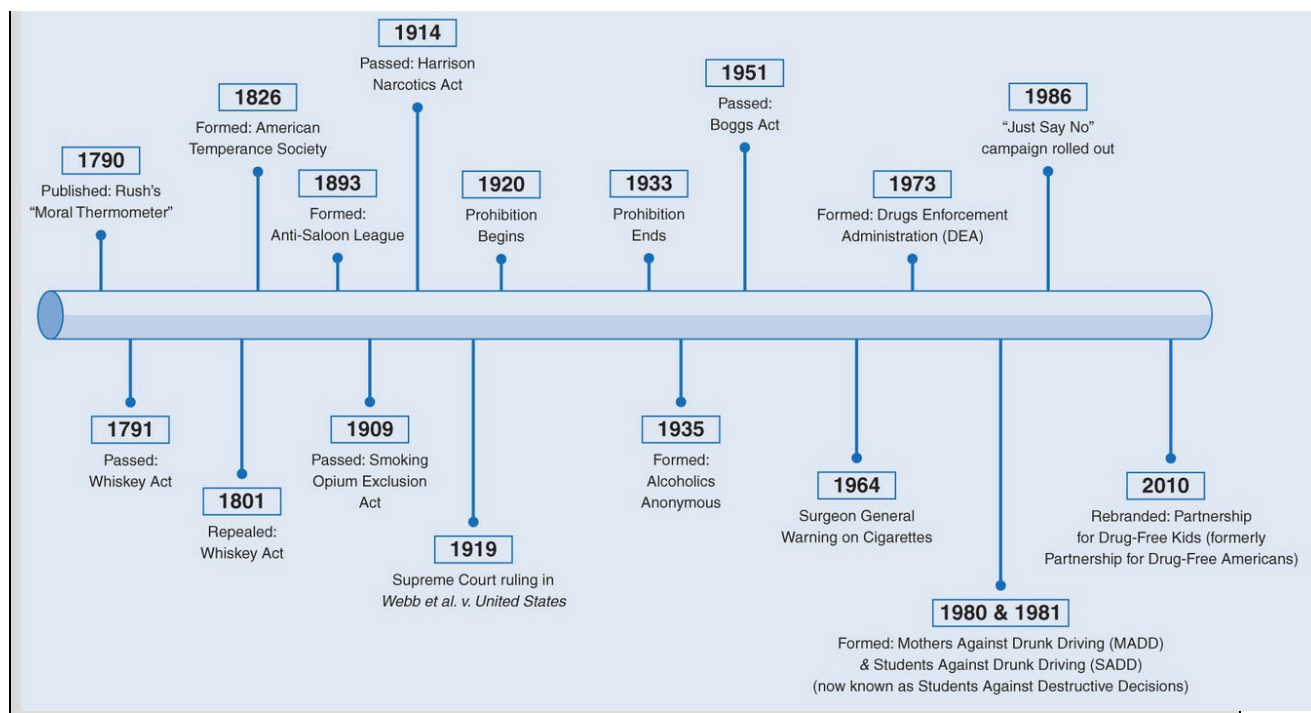 1914
Passed: Harrison
Narcotics Act
1951
Passed:
Boggs Act
1826
Formed: American
Temperance Society
1986
“Just Say No”
campaign rolled out
1790
Published: Rush’s
“Moral Thermometer”
1893
Formed:
Anti-Saloon League
1920
Prohibition
Begins
1933
Prohibition
Ends
1973
Formed: Drugs Enforcement
Administration (DEA)
1791
Passed:
Whiskey Act
1801
Repealed:
Whiskey Act
1909
Passed: Smoking
Opium Exclusion
Act
1919
Supreme Court ruling in
Webb et al. v. United States
1935
Formed:
Alcoholics
Anonymous
1964
Surgeon General
Warning on Cigarettes
1980 & 1981
Formed: Mothers Against Drunk Driving (MADD)
& Students Against Drunk Driving (SADD)
(now known as Students Against Destructive Decisions)
2010
Rebranded: Partnership
for Drug-Free Kids (formerly
Partnership for Drug-Free Americans)